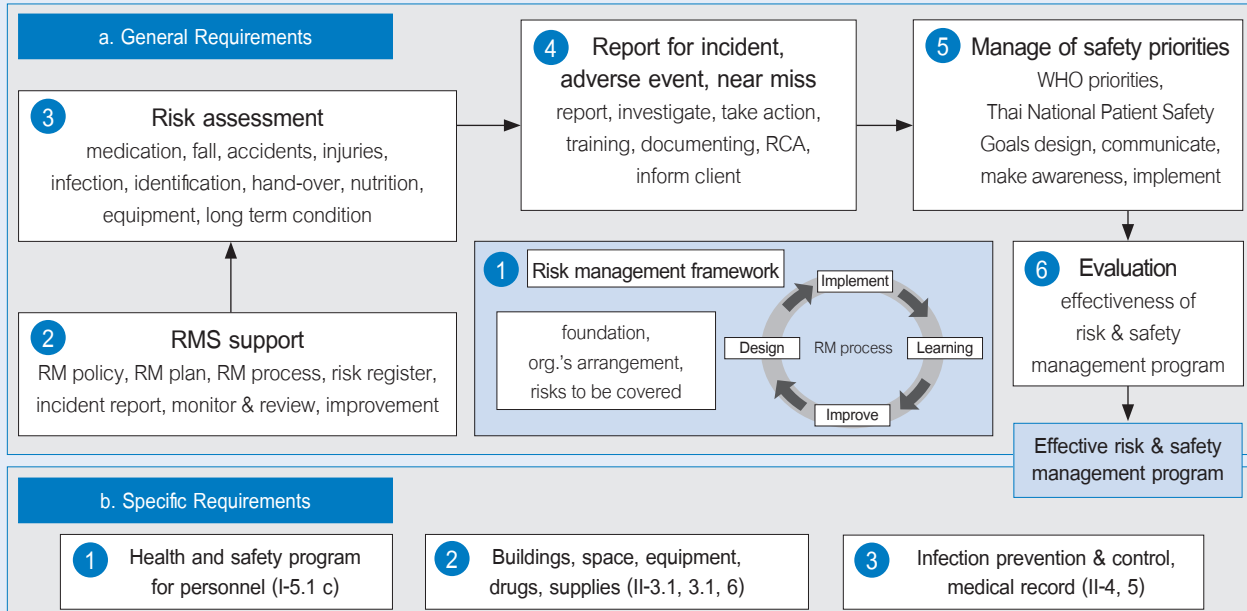 a. General Requirements
3
Risk assessment
medication, fall, accidents, injuries,
infection, identification, hand-over, nutrition,
equipment, long term condition
2
RMS support
RM policy, RM plan, RM process, risk register,
incident report, monitor & review, improvement
4
Report for incident,
adverse event, near miss
report, investigate, take action,
training, documenting, RCA,
inform client
5
Manage of safety priorities
WHO priorities,
Thai National Patient Safety
Goals design, communicate,
make awareness, implement
1
Risk management framework
foundation,
org.'s arrangement,
risks to be covered
Implement
Design
RM process
Learning
Improve
6
Evaluation
effectiveness of
risk & safety
management program
Effective risk & safety
management program
b. Specific Requirements
1
Health and safety program
for personnel (I-5.1 c)
2
Buildings, space, equipment,
drugs, supplies (II-3.1, 3.1, 6)
3
Infection prevention & control,
medical record (II-4, 5)